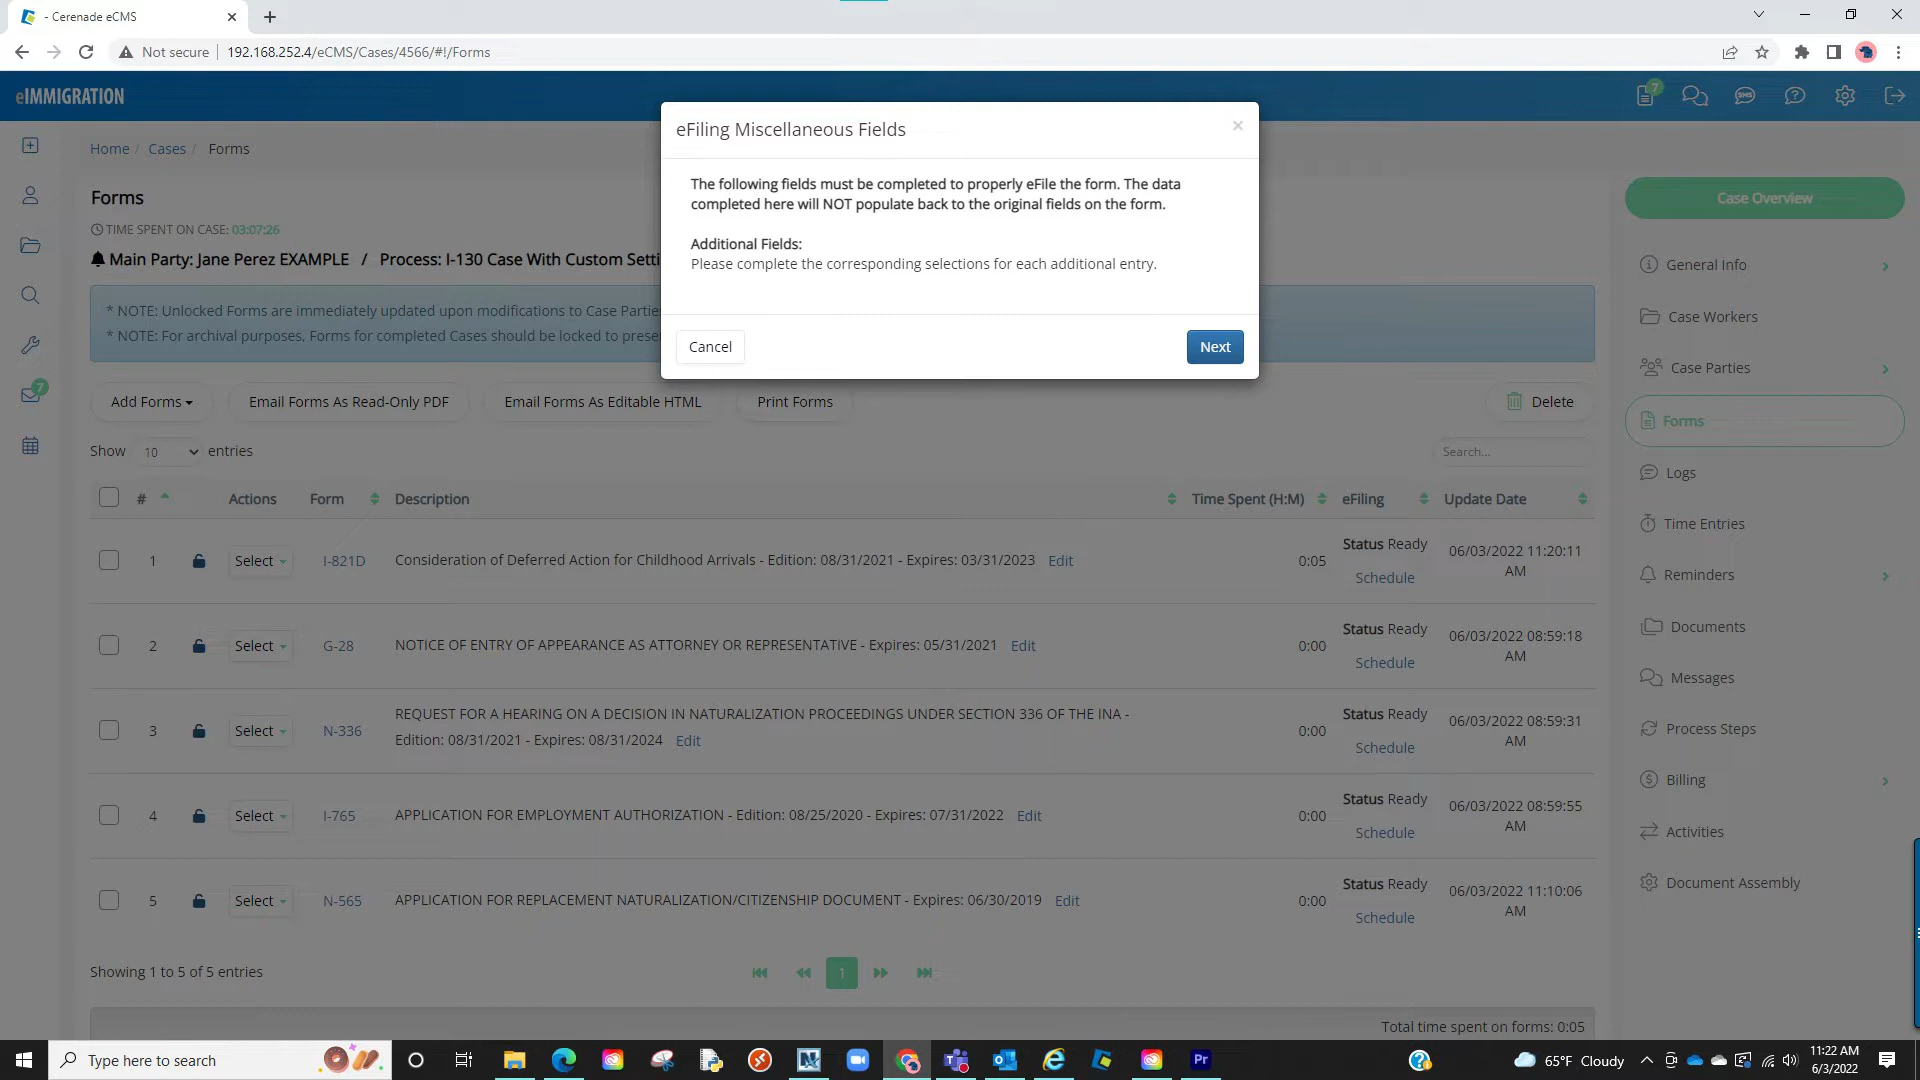 - Cerenade eCMS
Not secure
192.168.252.4/eCMS/Cases/4566/#!/Forms
eIMMIGRATION
7
SMS
Home / Cases / Forms
Forms
TIME SPENT ON CASE: 03:07:26
Main Party: Jane Perez EXAMPLE / Process: I-130 Case With Custom Setti
* NOTE: Unlocked Forms are immediately updated upon modifications to Case Partie
* NOTE: For archival purposes, Forms for completed Cases should be locked to prese
eFiling Miscellaneous Fields
The following fields must be completed to properly eFile the form. The data
completed here will NOT populate back to the original fields on the form.
Additional Fields:
Please complete the corresponding selections for each additional entry.
Cancel
Next
7
Add Forms
Email Forms As Read-Only PDF
Email Forms As Editable HTML
Print Forms
Delete
Show 10 entries
Search...
# Actions Form Description Time Spent (H:M) eFiling Update Date
1 Select I-821D Consideration of Deferred Action for Childhood Arrivals - Edition: 08/31/2021 - Expires: 03/31/2023 Edit 0:05 Status Ready 06/03/2022 11:20:11
Schedule AM
2 Select G-28 NOTICE OF ENTRY OF APPEARANCE AS ATTORNEY OR REPRESENTATIVE - Expires: 05/31/2021 Edit 0:00 Status Ready 06/03/2022 08:59:18
Schedule AM
3 Select N-336 REQUEST FOR A HEARING ON A DECISION IN NATURALIZATION PROCEEDINGS UNDER SECTION 336 OF THE INA - 0:00 Status Ready 06/03/2022 08:59:31
Edition: 08/31/2021 - Expires: 08/31/2024 Edit Schedule AM
4 Select I-765 APPLICATION FOR EMPLOYMENT AUTHORIZATION - Edition: 08/25/2020 - Expires: 07/31/2022 Edit 0:00 Status Ready 06/03/2022 08:59:55
Schedule AM
5 Select N-565 APPLICATION FOR REPLACEMENT NATURALIZATION/CITIZENSHIP DOCUMENT - Expires: 06/30/2019 Edit 0:00 Status Ready 06/03/2022 11:10:06
Schedule AM
Showing 1 to 5 of 5 entries
1
Total time spent on forms: 0:05
Case Overview
General Info
Case Workers
Case Parties
Forms
Logs
Time Entries
Reminders
Documents
Messages
Process Steps
Billing
Activities
Document Assembly
Type here to search
Pr
65°F Cloudy
11:22 AM
6/3/2022